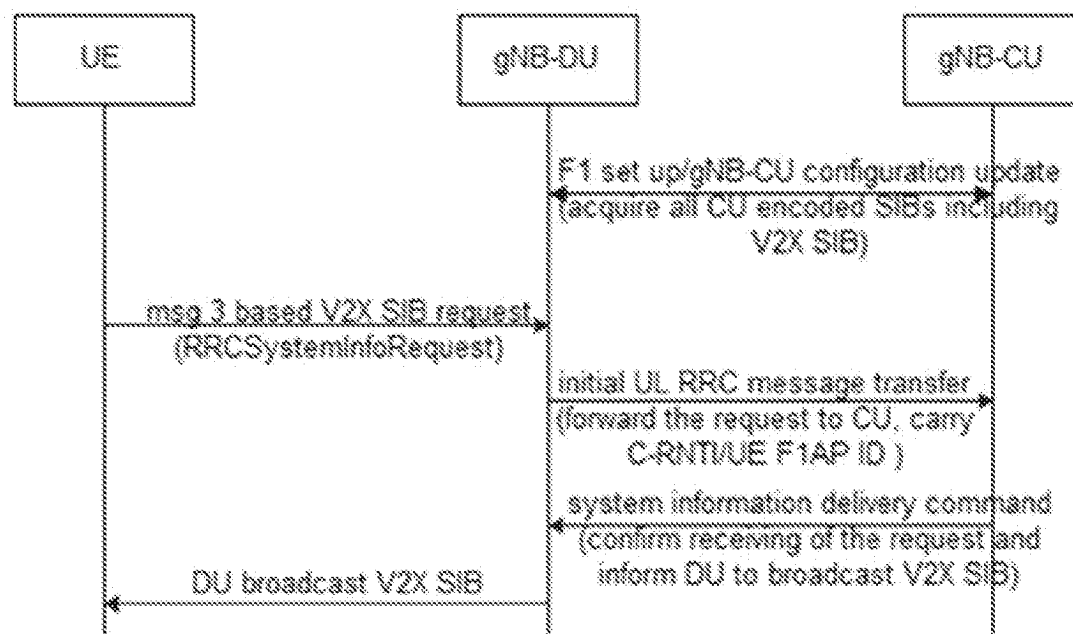 UE
gNB-DU
gNB-CU
F1 set up/gNB-CU configuration update
(acquire all CU encoded SIBs including
V2X SIB)
msg 3 based V2X SIB request
(RRCSystemInfoRequest)
initial UL RRC message transfer
(forward the request to CU, carry
C-RNTI/UE F1AP ID )
system information delivery command
(confirm receiving of the request and
inform DU to broadcast V2X SIB)
DU broadcast V2X SIB